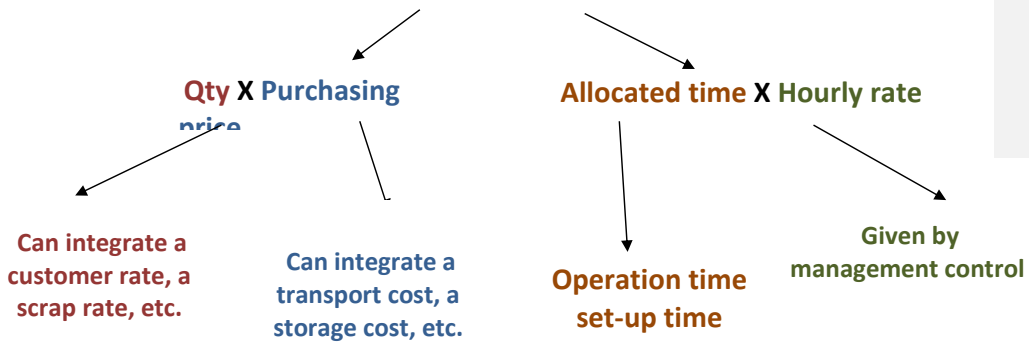 Qty X Purchasing
price
Allocated time X Hourly rate
Can integrate a
customer rate, a
scrap rate, etc.
Can integrate a
transport cost, a
storage cost, etc.
Operation time
set-up time
Given by
management control